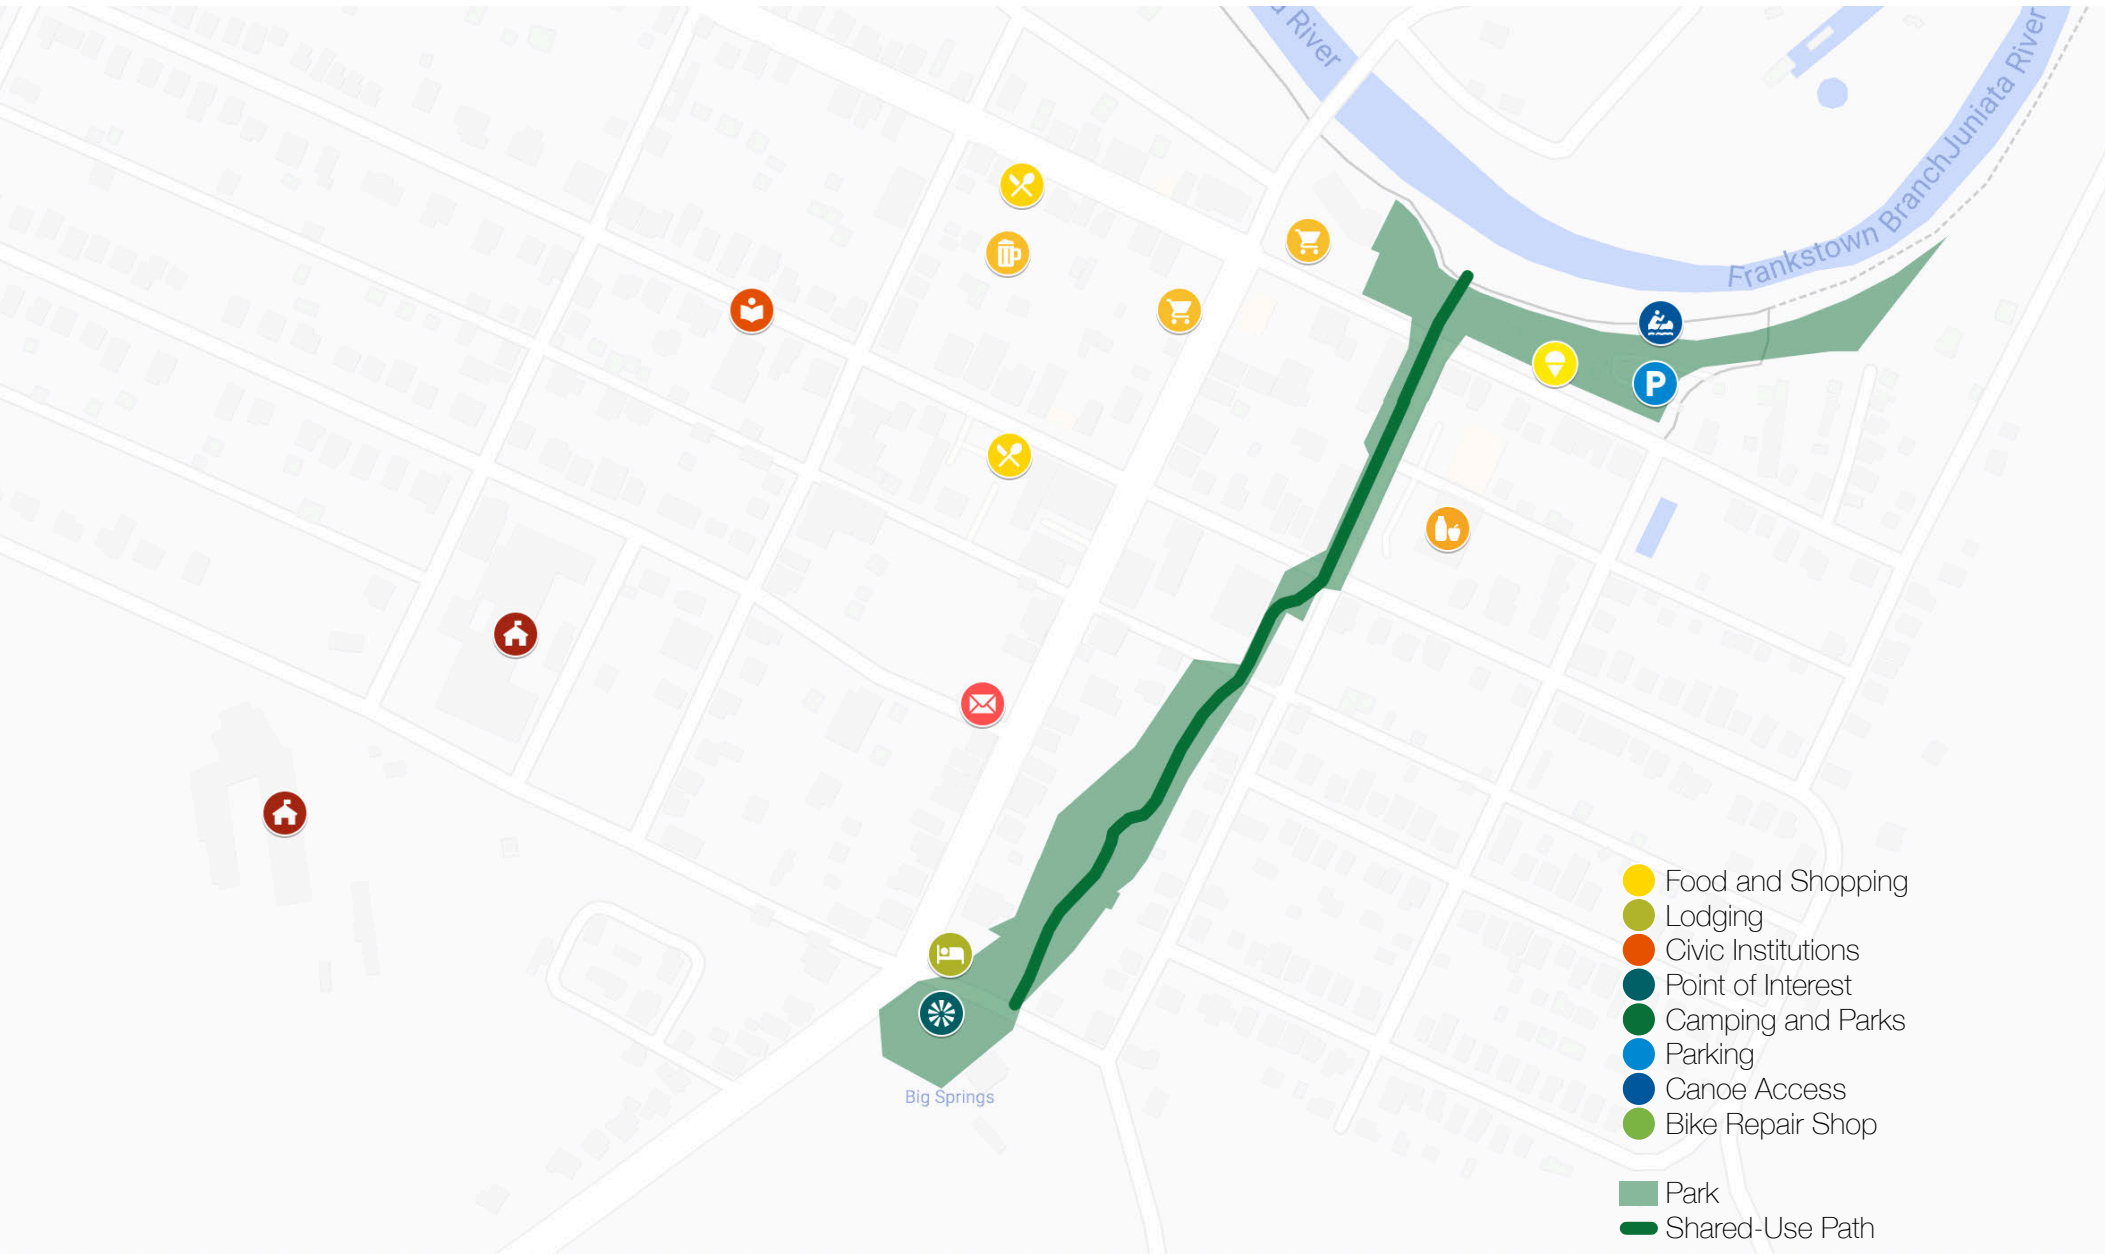 River
Frankstown Branch Juniata River
P
Big Springs
Food and Shopping
Lodging
Civic Institutions
Point of Interest
Camping and Parks
Parking
Canoe Access
Bike Repair Shop
Park
Shared-Use Path